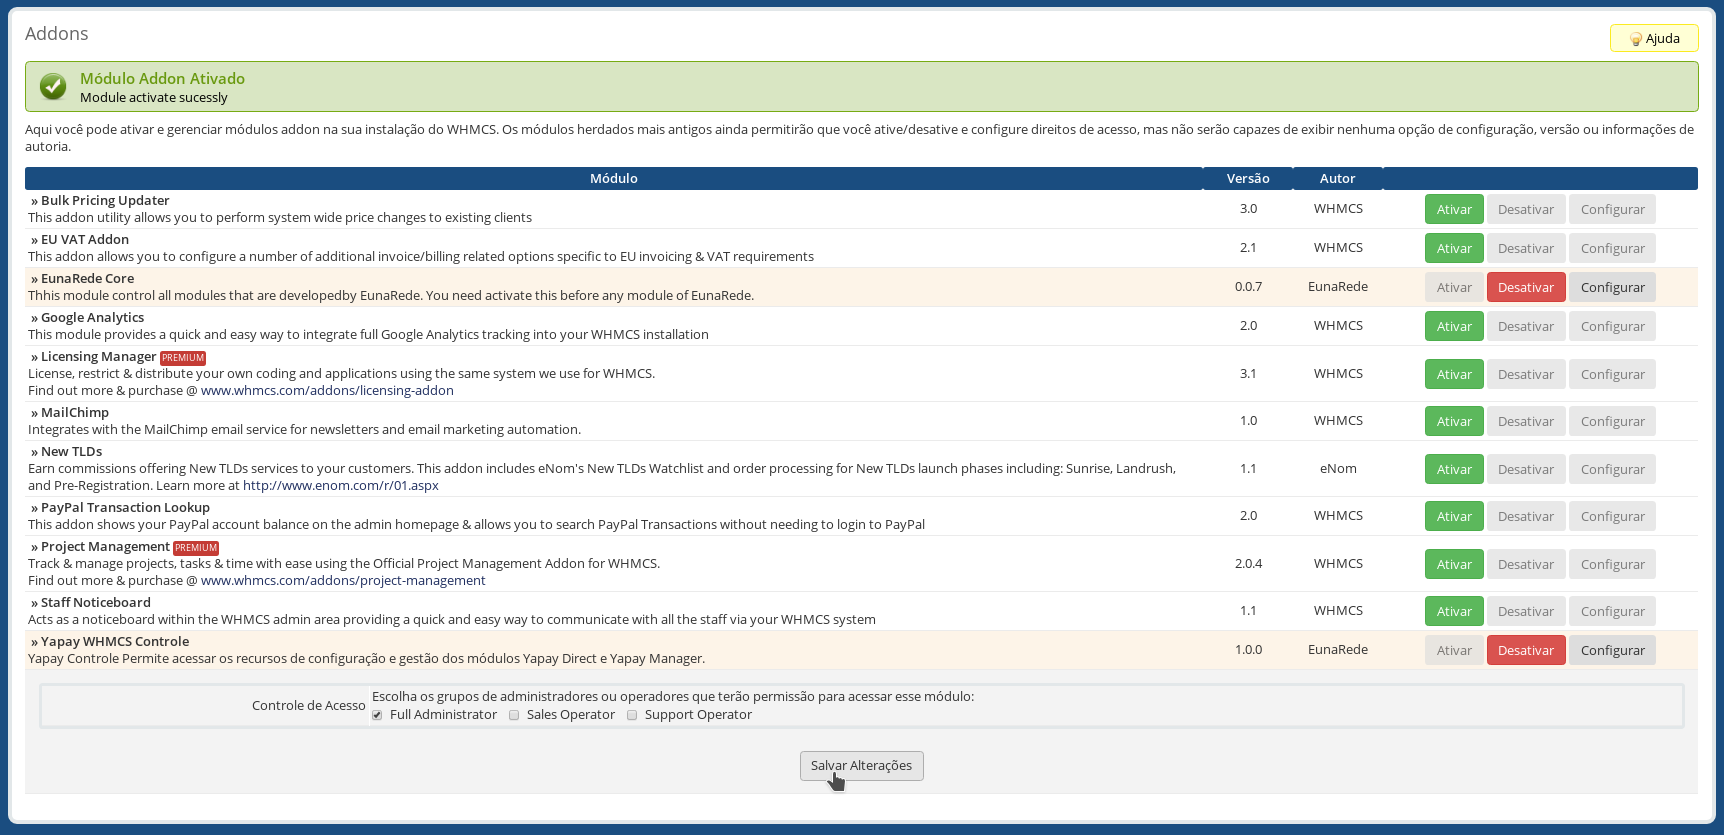 Addons
Ajuda
Módulo Addon Ativado
Module activate sucessly
Aqui você pode ativar e gerenciar módulos addon na sua instalação do WHMCS. Os módulos herdados mais antigos ainda permitirão que você ative/desative e configure direitos de acesso, mas não serão capazes de exibir nenhuma opção de configuração, versão ou informações de
autoria.
Módulo Versão Autor
» Bulk Pricing Updater
This addon utility allows you to perform system wide price changes to existing clients
3.0 WHMCS Ativar Desativar Configurar
» EU VAT Addon
This addon allows you to configure a number of additional invoice/billing related options specific to EU invoicing & VAT requirements
2.1 WHMCS Ativar Desativar Configurar
» EunaRede Core
Thhis module control all modules that are developedby EunaRede. You need activate this before any module of EunaRede.
0.0.7 EunaRede Ativar Desativar Configurar
» Google Analytics
This module provides a quick and easy way to integrate full Google Analytics tracking into your WHMCS installation
2.0 WHMCS Ativar Desativar Configurar
» Licensing Manager PREMIUM
License, restrict & distribute your own coding and applications using the same system we use for WHMCS.
Find out more & purchase @ www.whmcs.com/addons/licensing-addon
3.1 WHMCS Ativar Desativar Configurar
» MailChimp
Integrates with the MailChimp email service for newsletters and email marketing automation.
1.0 WHMCS Ativar Desativar Configurar
» New TLDs
Earn commissions offering New TLDs services to your customers. This addon includes eNom's New TLDs Watchlist and order processing for New TLDs launch phases including: Sunrise, Landrush,
and Pre-Registration. Learn more at http://www.enom.com/r/01.aspx
1.1 eNom Ativar Desativar Configurar
» PayPal Transaction Lookup
This addon shows your PayPal account balance on the admin homepage & allows you to search PayPal Transactions without needing to login to PayPal
2.0 WHMCS Ativar Desativar Configurar
» Project Management PREMIUM
Track & manage projects, tasks & time with ease using the Official Project Management Addon for WHMCS.
Find out more & purchase @ www.whmcs.com/addons/project-management
2.0.4 WHMCS Ativar Desativar Configurar
» Staff Noticeboard
Acts as a noticeboard within the WHMCS admin area providing a quick and easy way to communicate with all the staff via your WHMCS system
1.1 WHMCS Ativar Desativar Configurar
» Yapay WHMCS Controle
Yapay Controle Permite acessar os recursos de configuração e gestão dos módulos Yapay Direct e Yapay Manager.
1.0.0 EunaRede Ativar Desativar Configurar
Controle de Acesso
Escolha os grupos de administradores ou operadores que terão permissão para acessar esse módulo:
Full Administrator Sales Operator Support Operator
Salvar Alterações